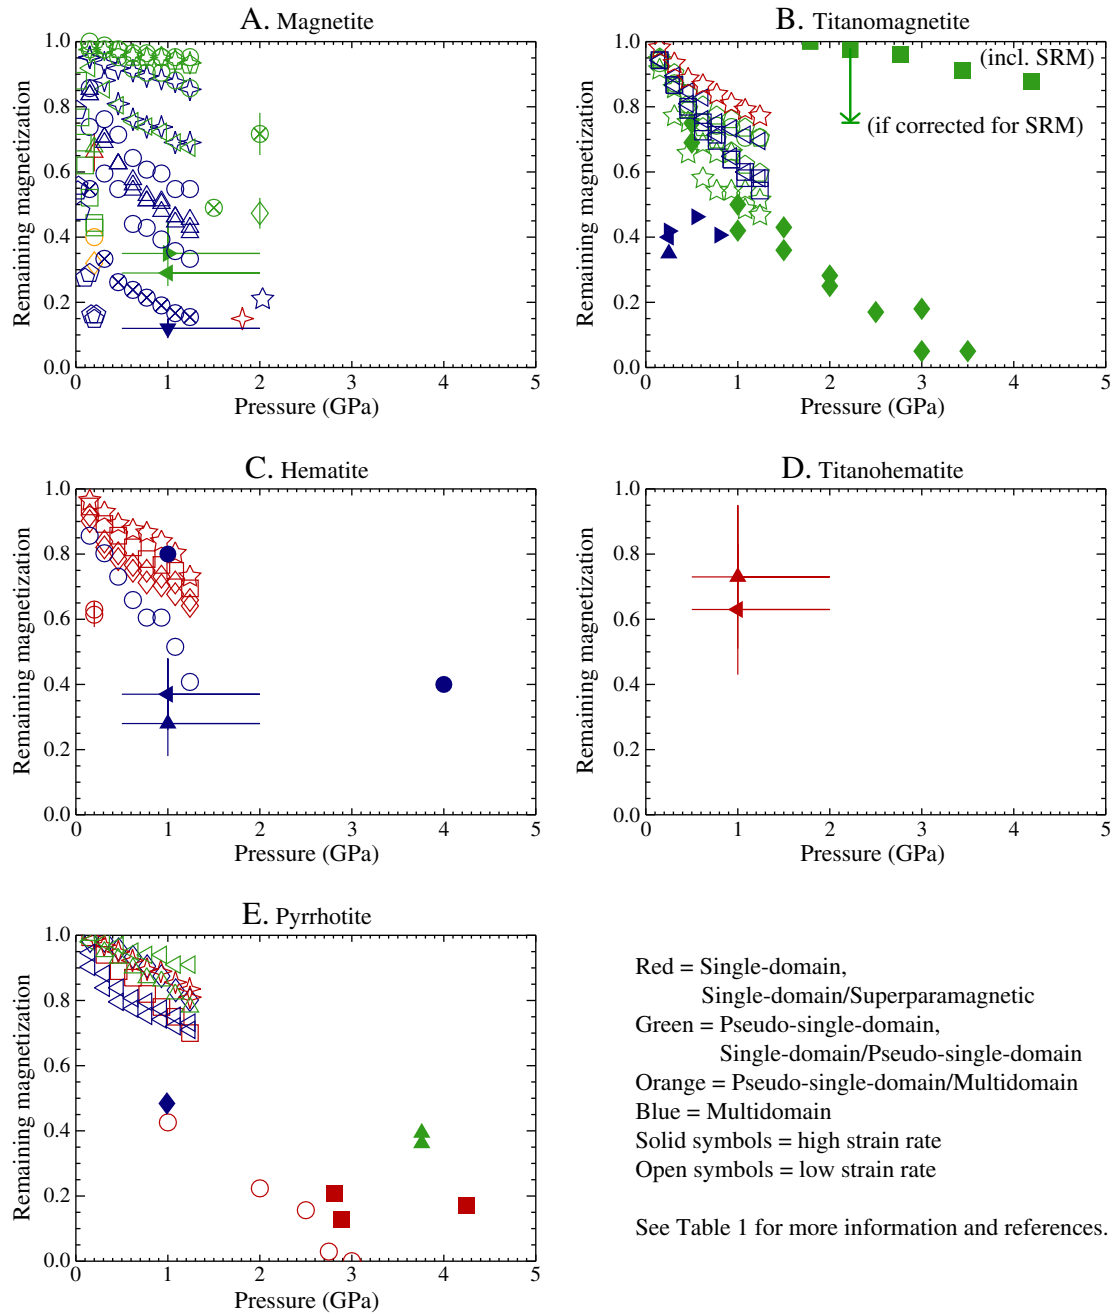 A. Magnetite
Remaining magnetization
1.0
0.8
0.6
0.4
0.2
0.0
0 1 2 3 4 5
Pressure (GPa)
B. Titanomagnetite
Remaining magnetization
1.0
0.8
0.6
0.4
0.2
0.0
(incl. SRM)
(if corrected for SRM)
0 1 2 3 4 5
Pressure (GPa)
C. Hematite
Remaining magnetization
1.0
0.8
0.6
0.4
0.2
0.0
0 1 2 3 4 5
Pressure (GPa)
D. Titanohematite
Remaining magnetization
1.0
0.8
0.6
0.4
0.2
0.0
0 1 2 3 4 5
Pressure (GPa)
E. Pyrrhotite
Remaining magnetization
1.0
0.8
0.6
0.4
0.2
0.0
0 1 2 3 4 5
Pressure (GPa)
Red = Single-domain,
Single-domain/Superparamagnetic
Green = Pseudo-single-domain,
Single-domain/Pseudo-single-domain
Orange = Pseudo-single-domain/Multidomain
Blue = Multidomain
Solid symbols = high strain rate
Open symbols = low strain rate
See Table 1 for more information and references.